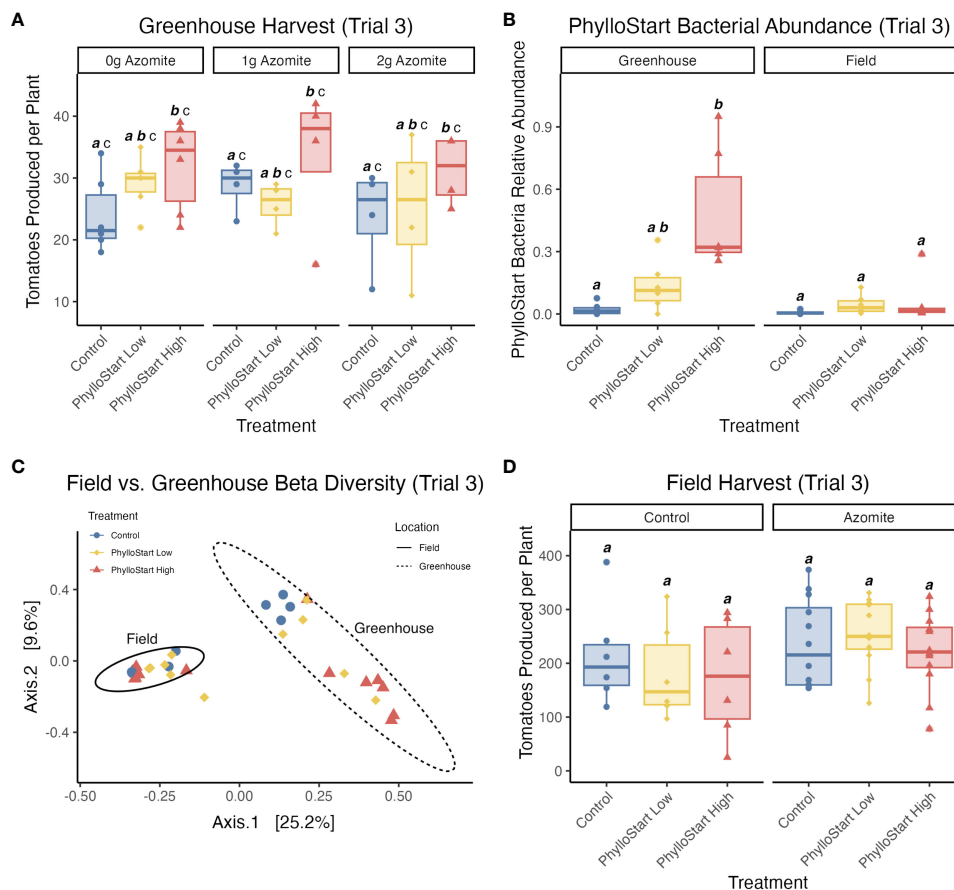 A
Greenhouse Harvest (Trial 3)
0g Azomite
1g Azomite
2g Azomite
Tomatoes Produced per Plant
40
30
20
10
a c
a b c
b c
a c
a b c
b c
a c
a b c
b c
Control
PhylloStart Low
PhylloStart High
Control
PhylloStart Low
PhylloStart High
Control
PhylloStart Low
PhylloStart High
Treatment
B
PhylloStart Bacterial Abundance (Trial 3)
Greenhouse
Field
PhylloStart Bacteria Relative Abundance
0.9
0.6
0.3
0.0
a
a b
b
a
a
a
Control
PhylloStart Low
PhylloStart High
Control
PhylloStart Low
PhylloStart High
Treatment
C
Field vs. Greenhouse Beta Diversity (Trial 3)
Treatment
Control
PhylloStart Low
PhylloStart High
Location
Field
Greenhouse
Field
Greenhouse
Axis.2 [9.6%]
0.4
0.0
-0.4
-0.50
-0.25
0.00
0.25
0.50
Axis.1 [25.2%]
D
Field Harvest (Trial 3)
Control
Azomite
Tomatoes Produced per Plant
400
300
200
100
0
a
a
a
a
a
a
Control
PhylloStart Low
PhylloStart High
Control
PhylloStart Low
PhylloStart High
Treatment